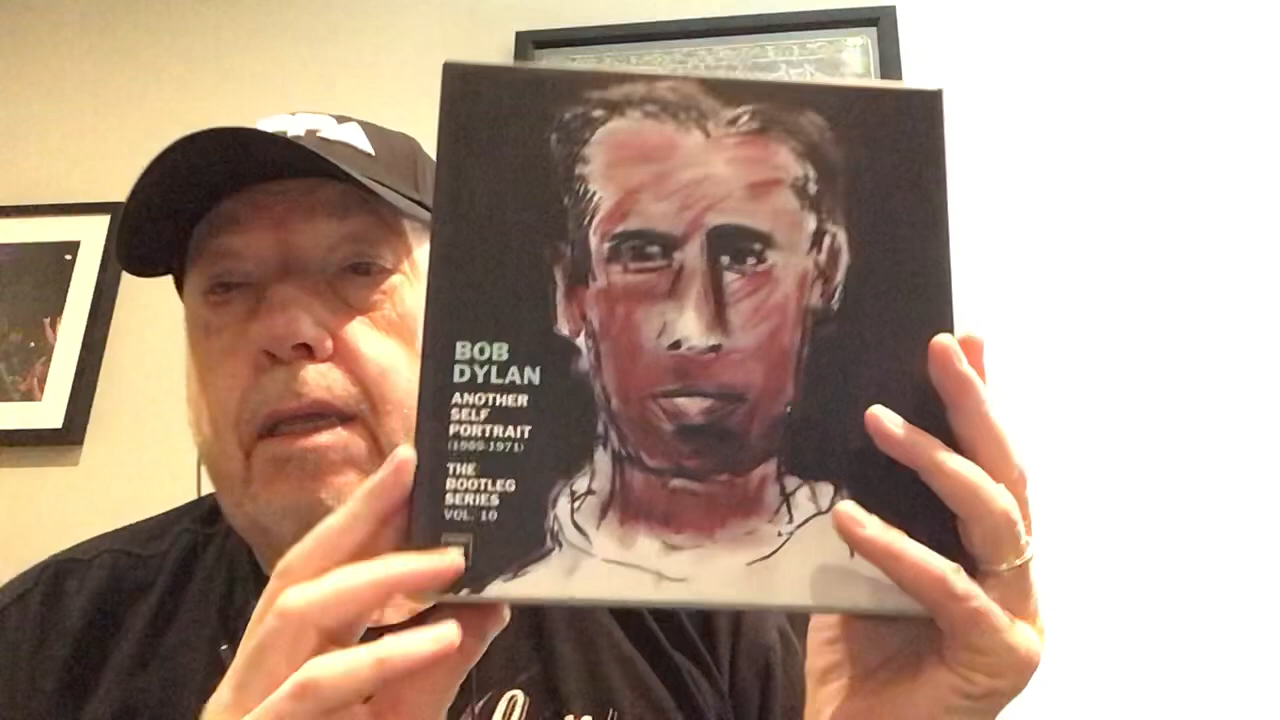 BOB
DYLAN
ANOTHER
SELF
PORTRAIT
(1969-1971)
THE
BOOTLEG
SERIES
VOL. 10